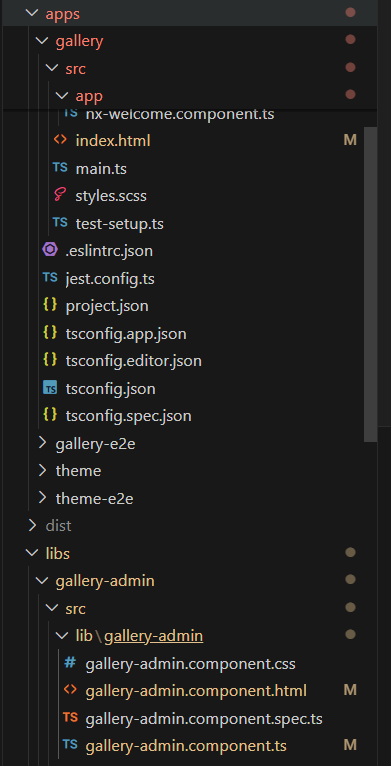 apps
gallery
src
app
nx-welcome.component.ts
<> index.html M
TS main.ts
styles.scss
TS test-setup.ts
.eslintrc.json
TS jest.config.ts
{} project.json
{} tsconfig.app.json
{} tsconfig.editor.json
TS tsconfig.json
{} tsconfig.spec.json
gallery-e2e
theme
theme-e2e
dist
libs
gallery-admin
src
lib\gallery-admin
# gallery-admin.component.css
<> gallery-admin.component.html M
TS gallery-admin.component.spec.ts
TS gallery-admin.component.ts M